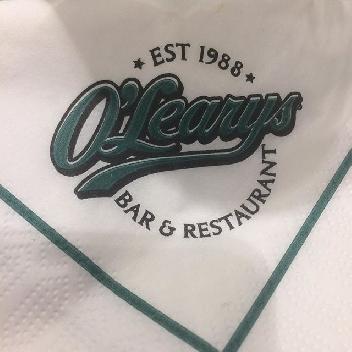 ★ EST 1988 ★
O'Learys
BAR & RESTAURANT